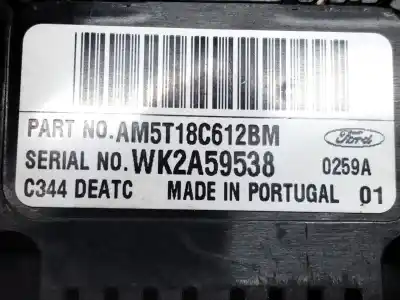 PART NO. AM5T18C612BM Ford
SERIAL NO. WK2A59538 0259A
C344 DEATC MADE IN PORTUGAL 01